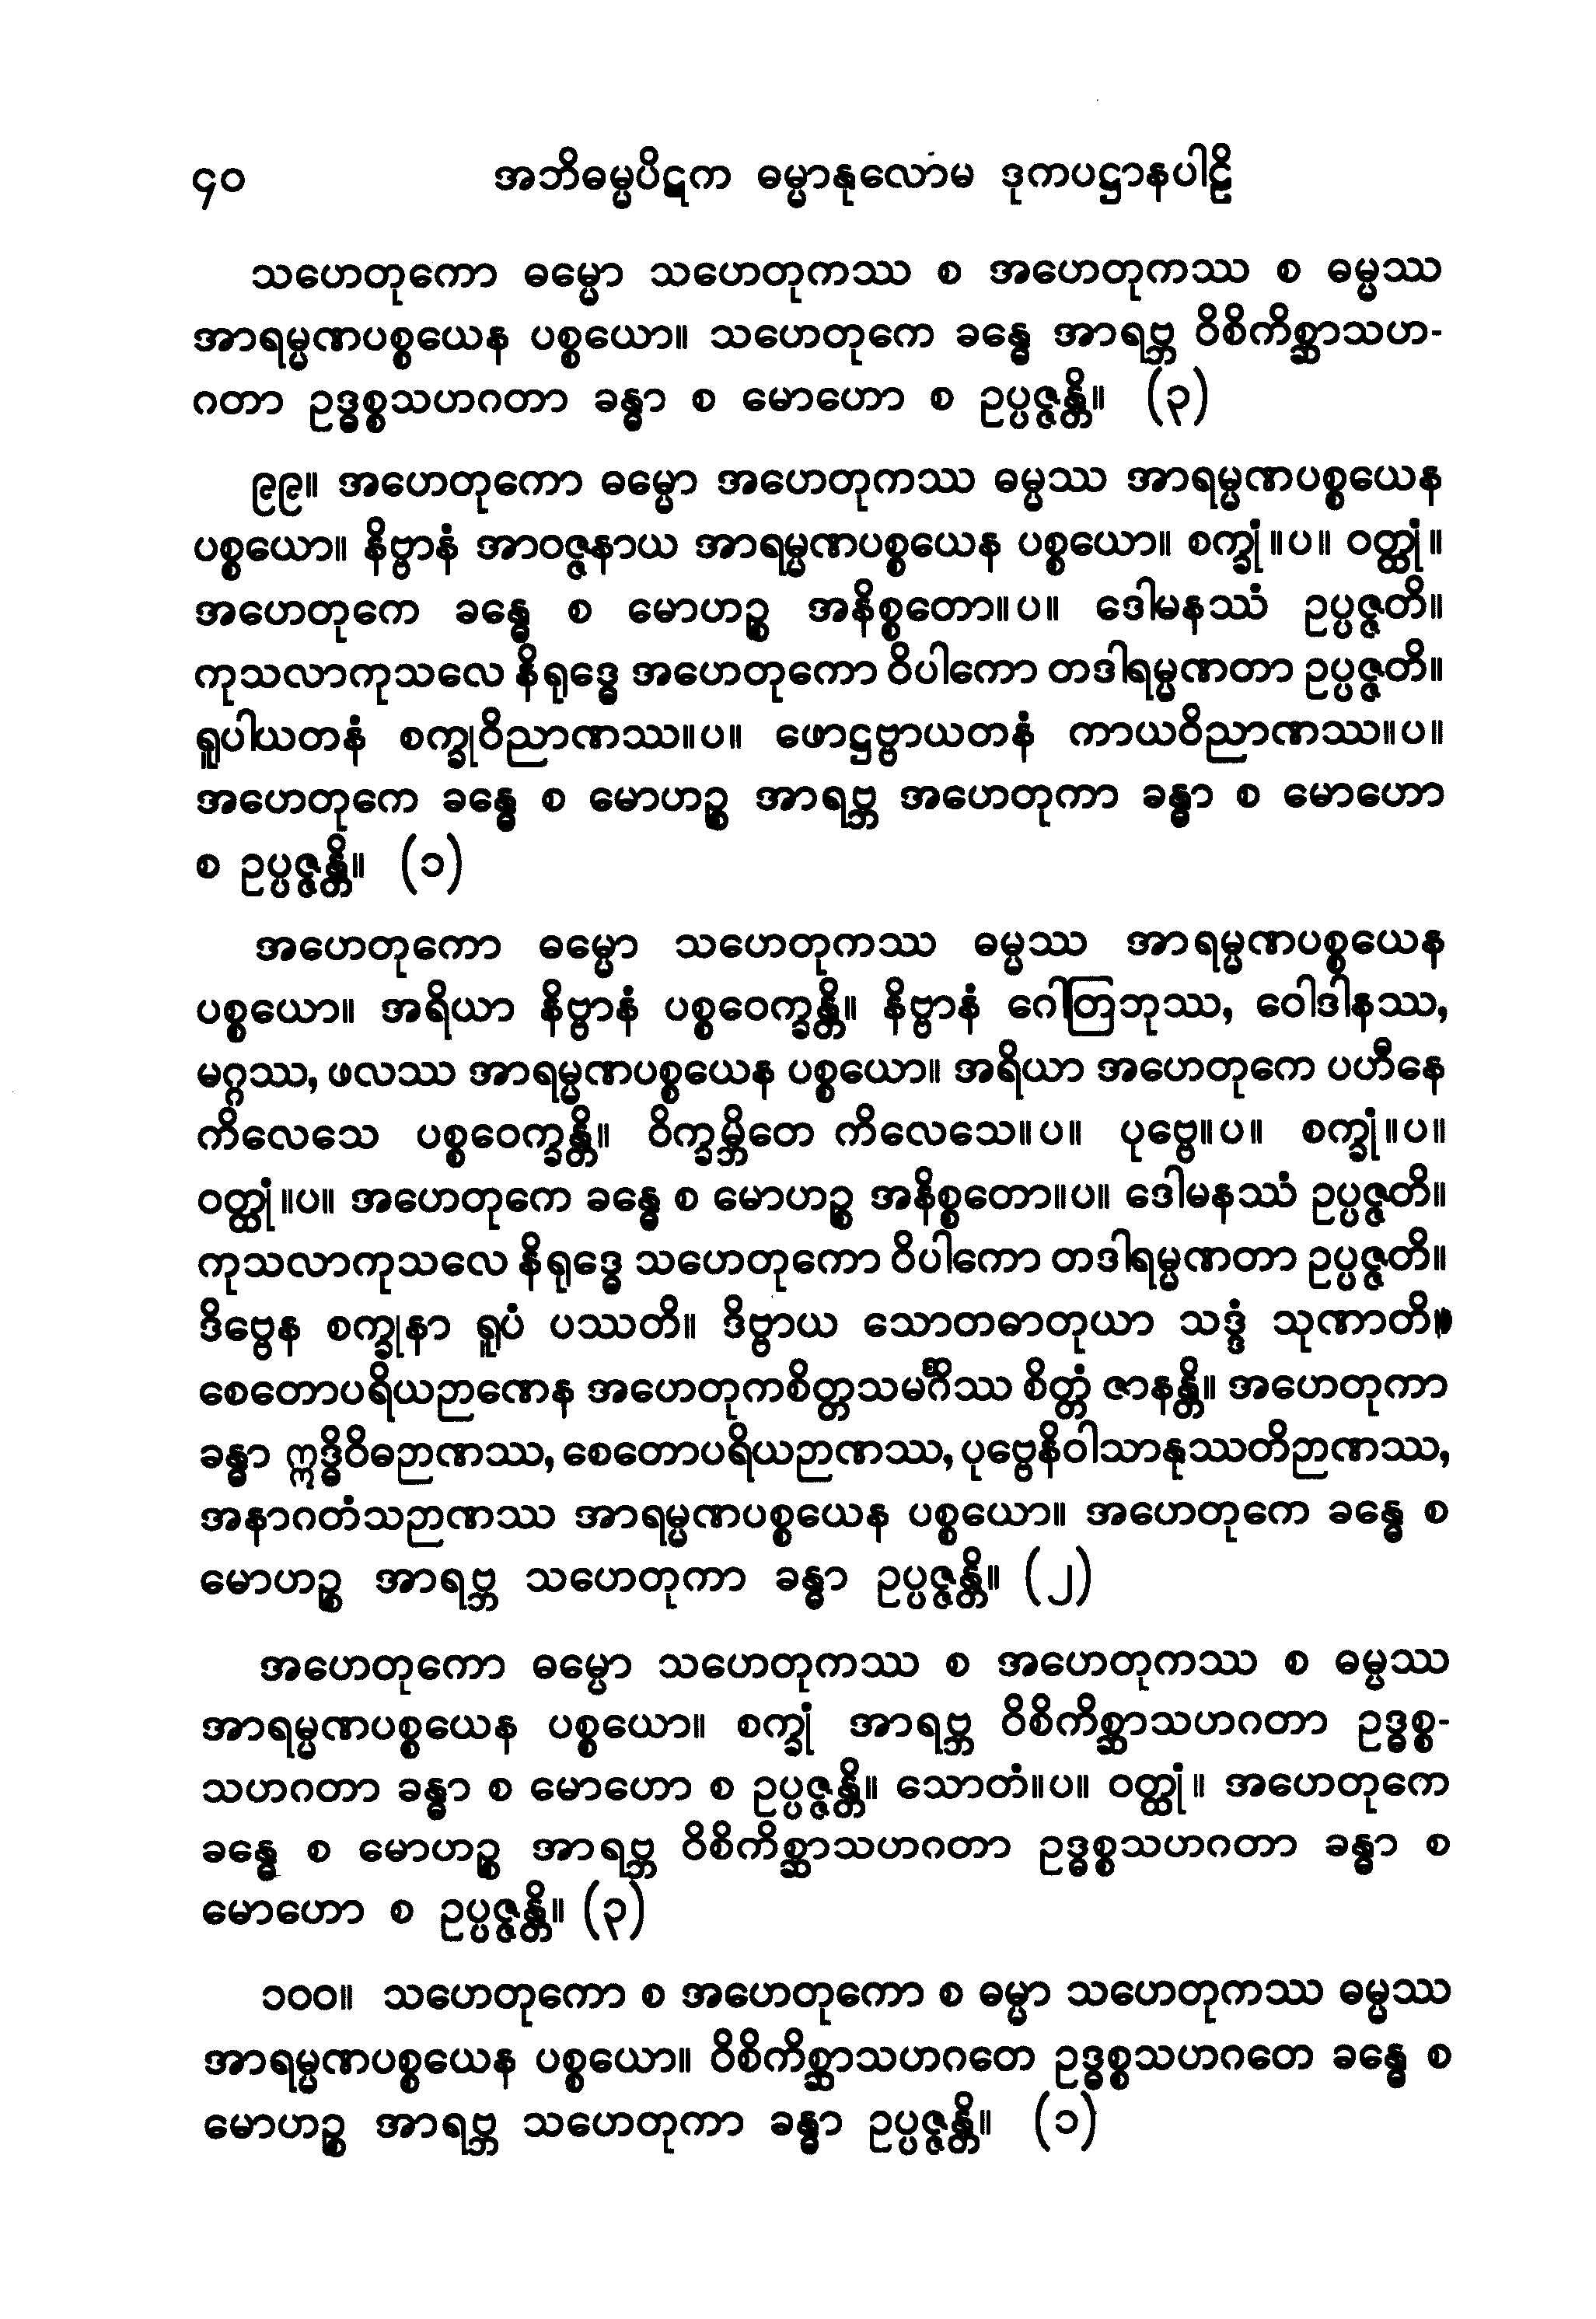 ၄၀ အဘိဓမ္မပိဋက ဓမ္မာနုလောမ ဒုကပဋ္ဌာနပါဠိ
သဟေတုကော ဓမ္မော သဟေတုကဿ စ အဟေတုကဿ စ ဓမ္မဿ
အာရမ္မဏပစ္စယေန ပစ္စယော။ သဟေတုကေ ခန္ဓေ အာရဗ္ဘ ဝိစိကိစ္ဆာသဟ-
ဂတာ ဥဒ္ဓစ္စသဟဂတာ ခန္ဓာ စ မောဟော စ ဥပ္ပဇ္ဇန္တိ။ (၃)
၉၉။ အဟေတုကော ဓမ္မော အဟေတုကဿ ဓမ္မဿ အာရမ္မဏပစ္စယေန
ပစ္စယော။ နိဗ္ဗာနံ အာဝဇ္ဇနာယ အာရမ္မဏပစ္စယေန ပစ္စယော။ စက္ခုံ။ပ။ ဝတ္ထုံ။
အဟေတုကေ ခန္ဓေ စ မောဟဉ္စ အနိစ္စတော။ပ။ ဒေါမနဿံ ဥပ္ပဇ္ဇတိ။
ကုသလာကုသလေ နိရုဒ္ဓေ အဟေတုကော ဝိပါကော တဒါရမ္မဏတာ ဥပ္ပဇ္ဇတိ။
ရူပါယတနံ စက္ခုဝိညာဏဿ။ပ။ ဖောဋ္ဌဗ္ဗာယတနံ ကာယဝိညာဏဿ။ပ။
အဟေတုကေ ခန္ဓေ စ မောဟဉ္စ အာရဗ္ဘ အဟေတုကာ ခန္ဓာ စ မောဟော
စ ဥပ္ပဇ္ဇန္တိ။ (၁)
အဟေတုကော ဓမ္မော သဟေတုကဿ ဓမ္မဿ အာရမ္မဏပစ္စယေန
ပစ္စယော။ အရိယာ နိဗ္ဗာနံ ပစ္စဝေက္ခန္တိ။ နိဗ္ဗာနံ ဂေါတြဘုဿ, ဝေါဒါနဿ,
မဂ္ဂဿ, ဖလဿ အာရမ္မဏပစ္စယေန ပစ္စယော။ အရိယာ အဟေတုကေ ပဟီနေ
ကိလေသေ ပစ္စဝေက္ခန္တိ။ ဝိက္ခမ္ဘိတေ ကိလေသေ။ပ။ ပုဗ္ဗေ။ပ။ စက္ခုံ။ပ။
ဝတ္ထုံ။ပ။ အဟေတုကေ ခန္ဓေ စ မောဟဉ္စ အနိစ္စတော။ပ။ ဒေါမနဿံ ဥပ္ပဇ္ဇတိ။
ကုသလာကုသလေ နိရုဒ္ဓေ သဟေတုကော ဝိပါကော တဒါရမ္မဏတာ ဥပ္ပဇ္ဇတိ။
ဒိဗ္ဗေန စက္ခုနာ ရူပံ ပဿတိ။ ဒိဗ္ဗာယ သောတဓာတုယာ သဒ္ဒံ သုဏာတိ။
စေတောပရိယဉာဏေန အဟေတုကစိတ္တသမင်္ဂိဿ စိတ္တံ ဇာနန္တိ။ အဟေတုကာ
ခန္ဓာ ဣဒ္ဓိဝိဓဉာဏဿ, စေတောပရိယဉာဏဿ, ပုဗ္ဗေနိဝါသာနုဿတိဉာဏဿ,
အနာဂတံသဉာဏဿ အာရမ္မဏပစ္စယေန ပစ္စယော။ အဟေတုကေ ခန္ဓေ စ
မောဟဉ္စ အာရဗ္ဘ သဟေတုကာ ခန္ဓာ ဥပ္ပဇ္ဇန္တိ။ (၂)
အဟေတုကော ဓမ္မော သဟေတုကဿ စ အဟေတုကဿ စ ဓမ္မဿ
အာရမ္မဏပစ္စယေန ပစ္စယော။ စက္ခုံ အာရဗ္ဘ ဝိစိကိစ္ဆာသဟဂတာ ဥဒ္ဓစ္စ-
သဟဂတာ ခန္ဓာ စ မောဟော စ ဥပ္ပဇ္ဇန္တိ။ သောတံ။ပ။ ဝတ္ထုံ။ အဟေတုကေ
ခန္ဓေ စ မောဟဉ္စ အာရဗ္ဘ ဝိစိကိစ္ဆာသဟဂတာ ဥဒ္ဓစ္စသဟဂတာ ခန္ဓာ စ
မောဟော စ ဥပ္ပဇ္ဇန္တိ။ (၃)
၁၀၀။ သဟေတုကော စ အဟေတုကော စ ဓမ္မာ သဟေတုကဿ ဓမ္မဿ
အာရမ္မဏပစ္စယေန ပစ္စယော။ ဝိစိကိစ္ဆာသဟဂတေ ဥဒ္ဓစ္စသဟဂတေ ခန္ဓေ စ
မောဟဉ္စ အာရဗ္ဘ သဟေတုကာ ခန္ဓာ ဥပ္ပဇ္ဇန္တိ။ (၁)